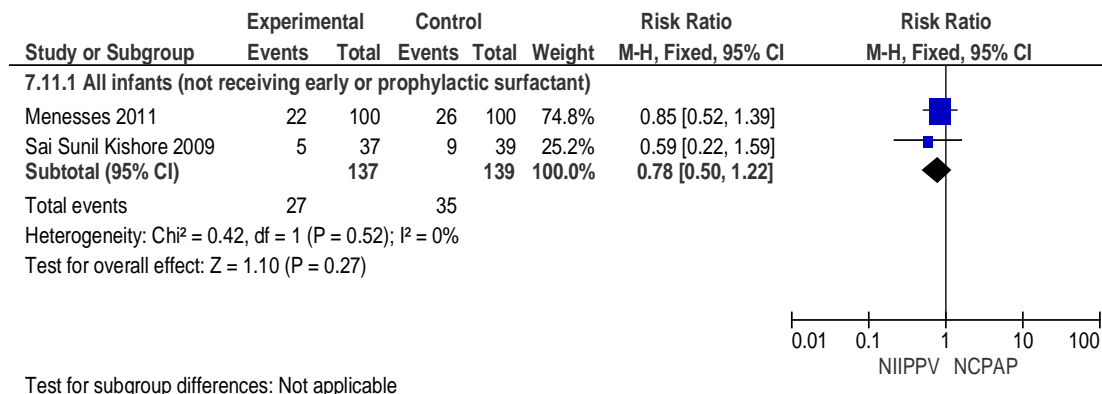 Experimental Control Risk Ratio Risk Ratio
Study or Subgroup Events Total Events Total Weight M-H, Fixed, 95% CI M-H, Fixed, 95% CI
7.11.1 All infants (not receiving early or prophylactic surfactant)
Menesses 2011 22 100 26 100 74.8% 0.85 [0.52, 1.39]
Sai Sunil Kishore 2009 5 37 9 39 25.2% 0.59 [0.22, 1.59]
Subtotal (95% CI) 137 139 100.0% 0.78 [0.50, 1.22]
Total events 27 35
Heterogeneity: Chi² = 0.42, df = 1 (P = 0.52); I² = 0%
Test for overall effect: Z = 1.10 (P = 0.27)
0.01 0.1 1 10 100
NIIPPV NCPAP
Test for subgroup differences: Not applicable